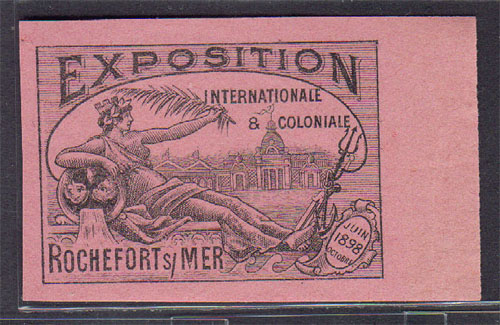 EXPOSITION
INTERNATIONALE
& COLONIALE
JUIN
1898
OCTOBRE
ROCHEFORT S/ MER